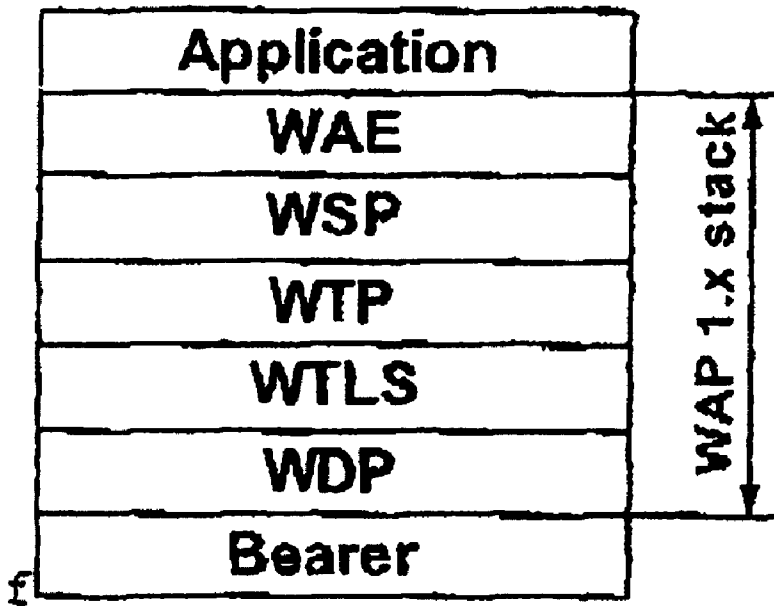 Application
WAE
WSP
WTP
WTLS
WDP
Bearer
WAP 1.x stack